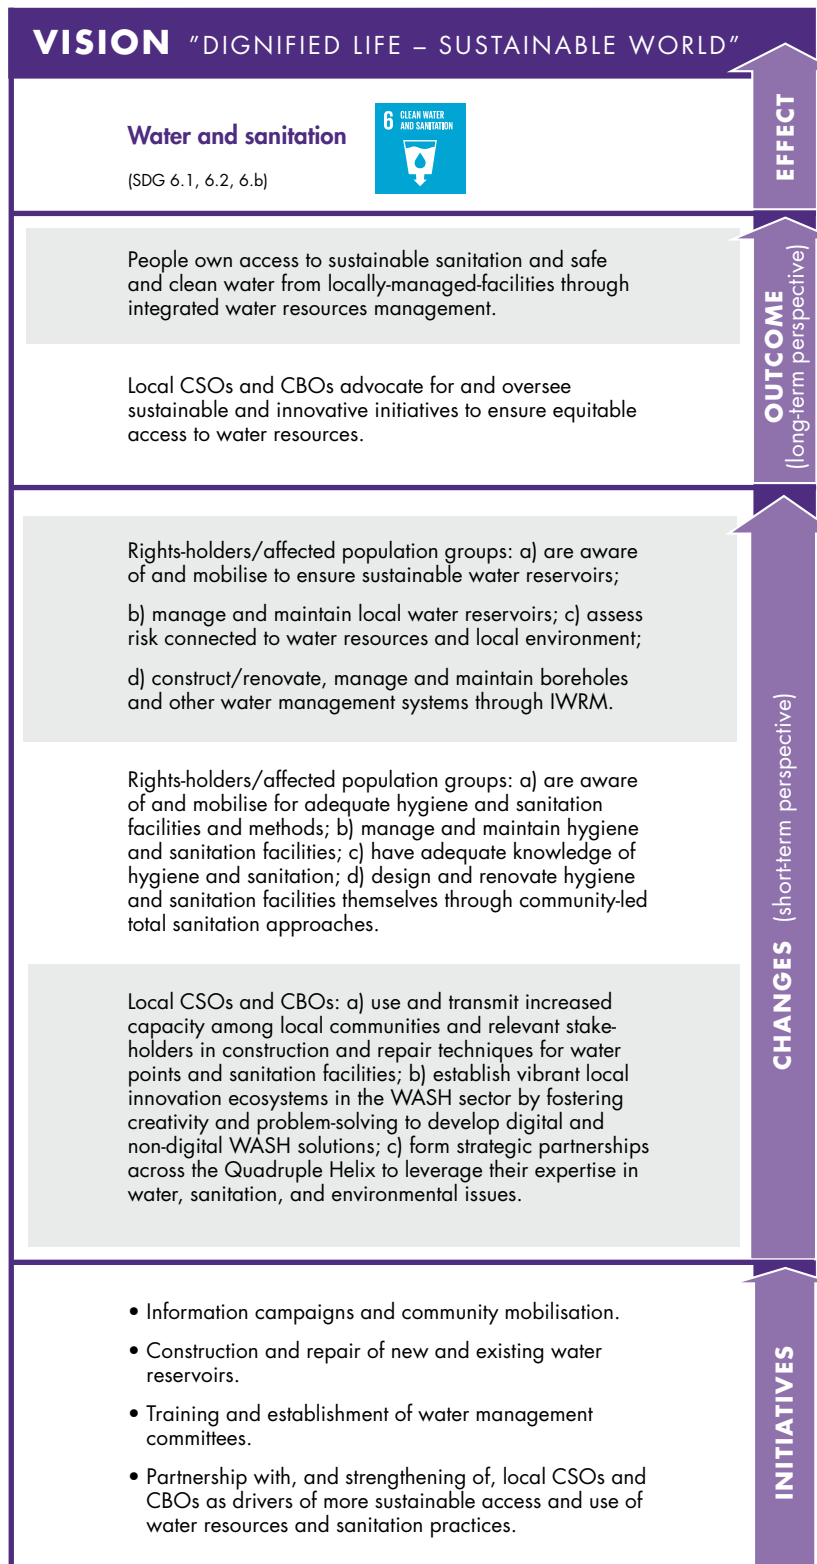 VISION "DIGNIFIED LIFE – SUSTAINABLE WORLD"
EFFECT
Water and sanitation
(SDG 6.1, 6.2, 6.b)
6 CLEAN WATER
AND SANITATION
OUTCOME
(long-term perspective)
People own access to sustainable sanitation and safe
and clean water from locally-managed-facilities through
integrated water resources management.
Local CSOs and CBOs advocate for and oversee
sustainable and innovative initiatives to ensure equitable
access to water resources.
CHANGES (short-term perspective)
Rights-holders/affected population groups: a) are aware
of and mobilise to ensure sustainable water reservoirs;
b) manage and maintain local water reservoirs; c) assess
risk connected to water resources and local environment;
d) construct/renovate, manage and maintain boreholes
and other water management systems through IWRM.
Rights-holders/affected population groups: a) are aware
of and mobilise for adequate hygiene and sanitation
facilities and methods; b) manage and maintain hygiene
and sanitation facilities; c) have adequate knowledge of
hygiene and sanitation; d) design and renovate hygiene
and sanitation facilities themselves through community-led
total sanitation approaches.
Local CSOs and CBOs: a) use and transmit increased
capacity among local communities and relevant stake-
holders in construction and repair techniques for water
points and sanitation facilities; b) establish vibrant local
innovation ecosystems in the WASH sector by fostering
creativity and problem-solving to develop digital and
non-digital WASH solutions; c) form strategic partnerships
across the Quadruple Helix to leverage their expertise in
water, sanitation, and environmental issues.
INITIATIVES
• Information campaigns and community mobilisation.
• Construction and repair of new and existing water
reservoirs.
• Training and establishment of water management
committees.
• Partnership with, and strengthening of, local CSOs and
CBOs as drivers of more sustainable access and use of
water resources and sanitation practices.